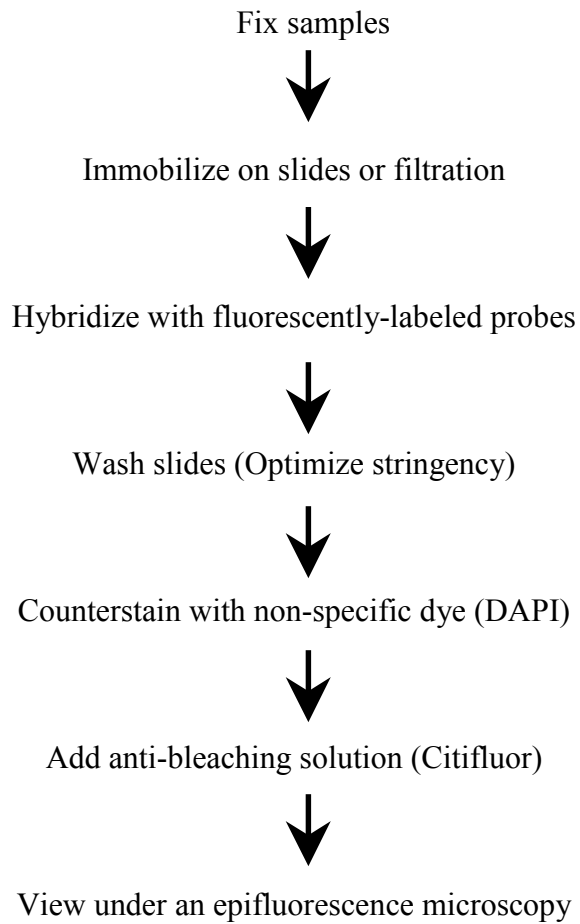 Fix samples
Immobilize on slides or filtration
Hybridize with fluorescently-labeled probes
Wash slides (Optimize stringency)
Counterstain with non-specific dye (DAPI)
Add anti-bleaching solution (Citifluor)
View under an epifluorescence microscopy